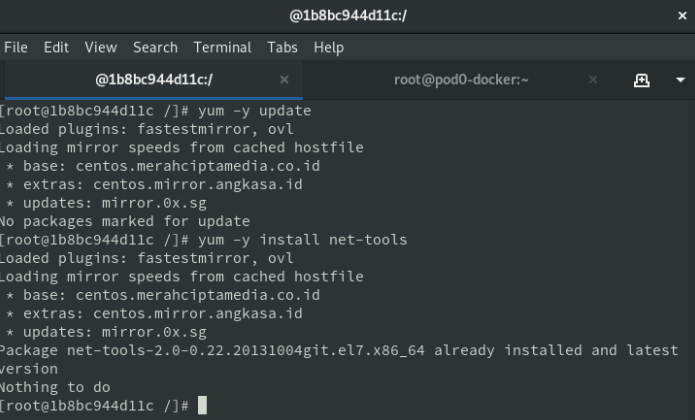 @1b8bc944d11c:/ ×
File Edit View Search Terminal Tabs Help
@1b8bc944d11c:/ × root@pod0-docker:~ ×
[root@1b8bc944d11c /]# yum -y update
Loaded plugins: fastestmirror, ovl
Loading mirror speeds from cached hostfile
 * base: centos.merahciptamedia.co.id
 * extras: centos.mirror.angkasa.id
 * updates: mirror.0x.sg
No packages marked for update
[root@1b8bc944d11c /]# yum -y install net-tools
Loaded plugins: fastestmirror, ovl
Loading mirror speeds from cached hostfile
 * base: centos.merahciptamedia.co.id
 * extras: centos.mirror.angkasa.id
 * updates: mirror.0x.sg
Package net-tools-2.0-0.22.20131004git.el7.x86_64 already installed and latest
version
Nothing to do
[root@1b8bc944d11c /]#